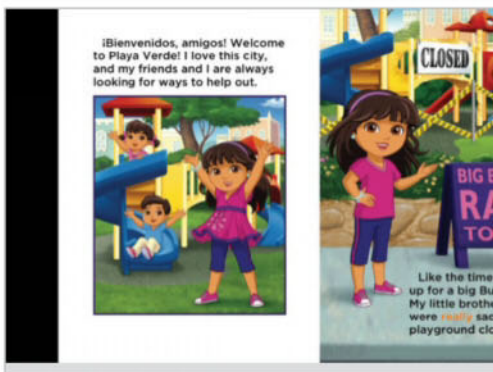 ¡Bienvenidos, amigos! Welcome
to Playa Verde! I love this city,
and my friends and I are always
looking for ways to help out.
CLOSED
BIG
RA
TO
Like the time
up for a big Bu
My little brothe
were really sad
playground clo